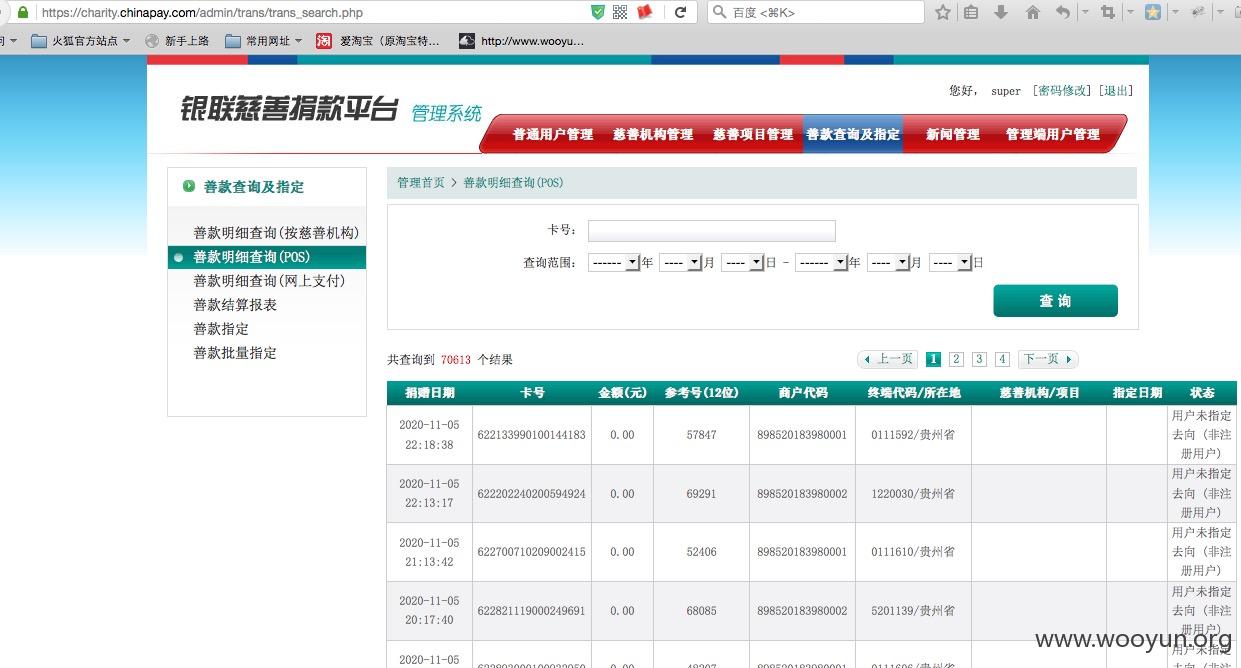 https://charity.chinapay.com/admin/trans/trans_search.php
百度 <⌘K>
火狐官方站点
新手上路
常用网址
淘
爱淘宝（原淘宝特...
http://www.wooyu...
您好， super [密码修改] [退出]
银联慈善捐款平台 管理系统
普通用户管理 慈善机构管理 慈善项目管理 善款查询及指定 新闻管理 管理端用户管理
善款查询及指定
善款明细查询(按慈善机构)
善款明细查询(POS)
善款明细查询(网上支付)
善款结算报表
善款指定
善款批量指定
管理首页 > 善款明细查询(POS)
卡号：
查询范围： ------ 年 ---- 月 ---- 日 - ------ 年 ---- 月 ---- 日
查 询
共查询到 70613 个结果
上一页 1 2 3 4 下一页
捐赠日期 卡号 金额(元) 参考号(12位) 商户代码 终端代码/所在地 慈善机构/项目 指定日期 状态
2020-11-05 22:18:38 622133990100144183 0.00 57847 898520183980001 0111592/贵州省 用户未指定去向（非注册用户）
2020-11-05 22:13:17 622202240200594924 0.00 69291 898520183980002 1220030/贵州省 用户未指定去向（非注册用户）
2020-11-05 21:13:42 622700710209002415 0.00 52406 898520183980001 0111610/贵州省 用户未指定去向（非注册用户）
2020-11-05 20:17:40 622821119000249691 0.00 68085 898520183980002 5201139/贵州省 用户未指定去向（非注册用户）
2020-11-05
www.wooyun.org